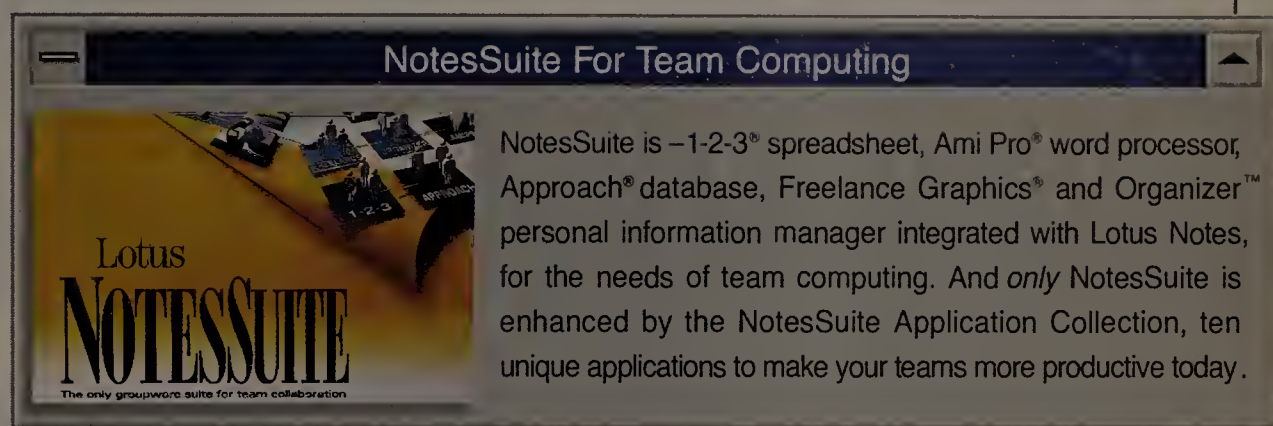 NotesSuite For Team Computing
NotesSuite is –1-2-3® spreadsheet, Ami Pro® word processor,
Approach® database, Freelance Graphics® and Organizer™
personal information manager integrated with Lotus Notes,
for the needs of team computing. And only NotesSuite is
enhanced by the NotesSuite Application Collection, ten
unique applications to make your teams more productive today.
1-2-3
APPROACH
Lotus
NOTESSUITE
The only groupware suite for team collaboration